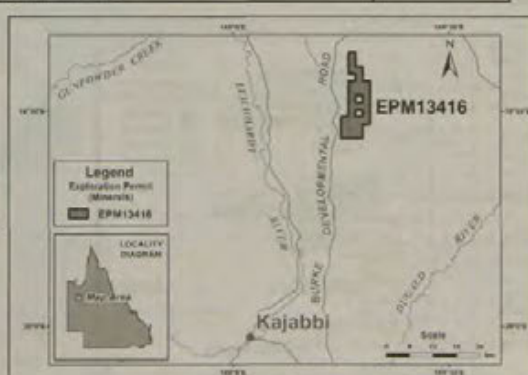 GUNPOWDER CREEK
LEICHHARDT RIVER
BURKE DEVELOPMENTAL ROAD
N
EPM13416
Legend
Exploration Permit
(Minerals)
EPM13416
LOCALITY
DIAGRAM
Map Area
DUGALD RIVER
Kajabbi
Scale
km